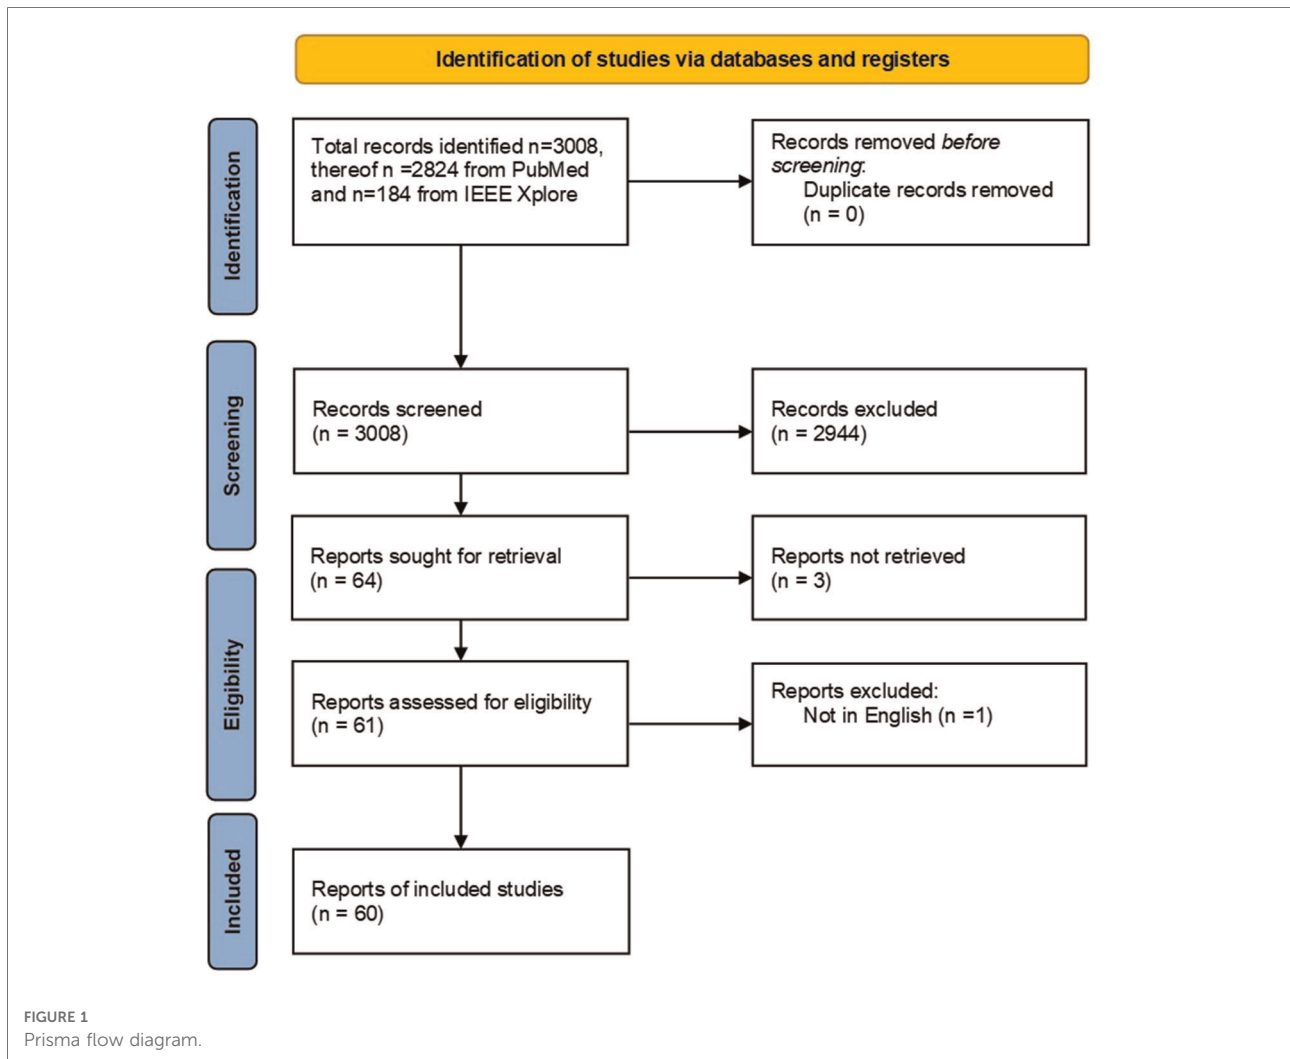 Identification of studies via databases and registers
Identification
Total records identified n=3008,
thereof n =2824 from PubMed
and n=184 from IEEE Xplore
Records removed before
screening:
Duplicate records removed
(n = 0)
Screening
Records screened
(n = 3008)
Records excluded
(n = 2944)
Reports sought for retrieval
(n = 64)
Reports not retrieved
(n = 3)
Eligibility
Reports assessed for eligibility
(n = 61)
Reports excluded:
Not in English (n =1)
Included
Reports of included studies
(n = 60)
FIGURE 1
Prisma flow diagram.